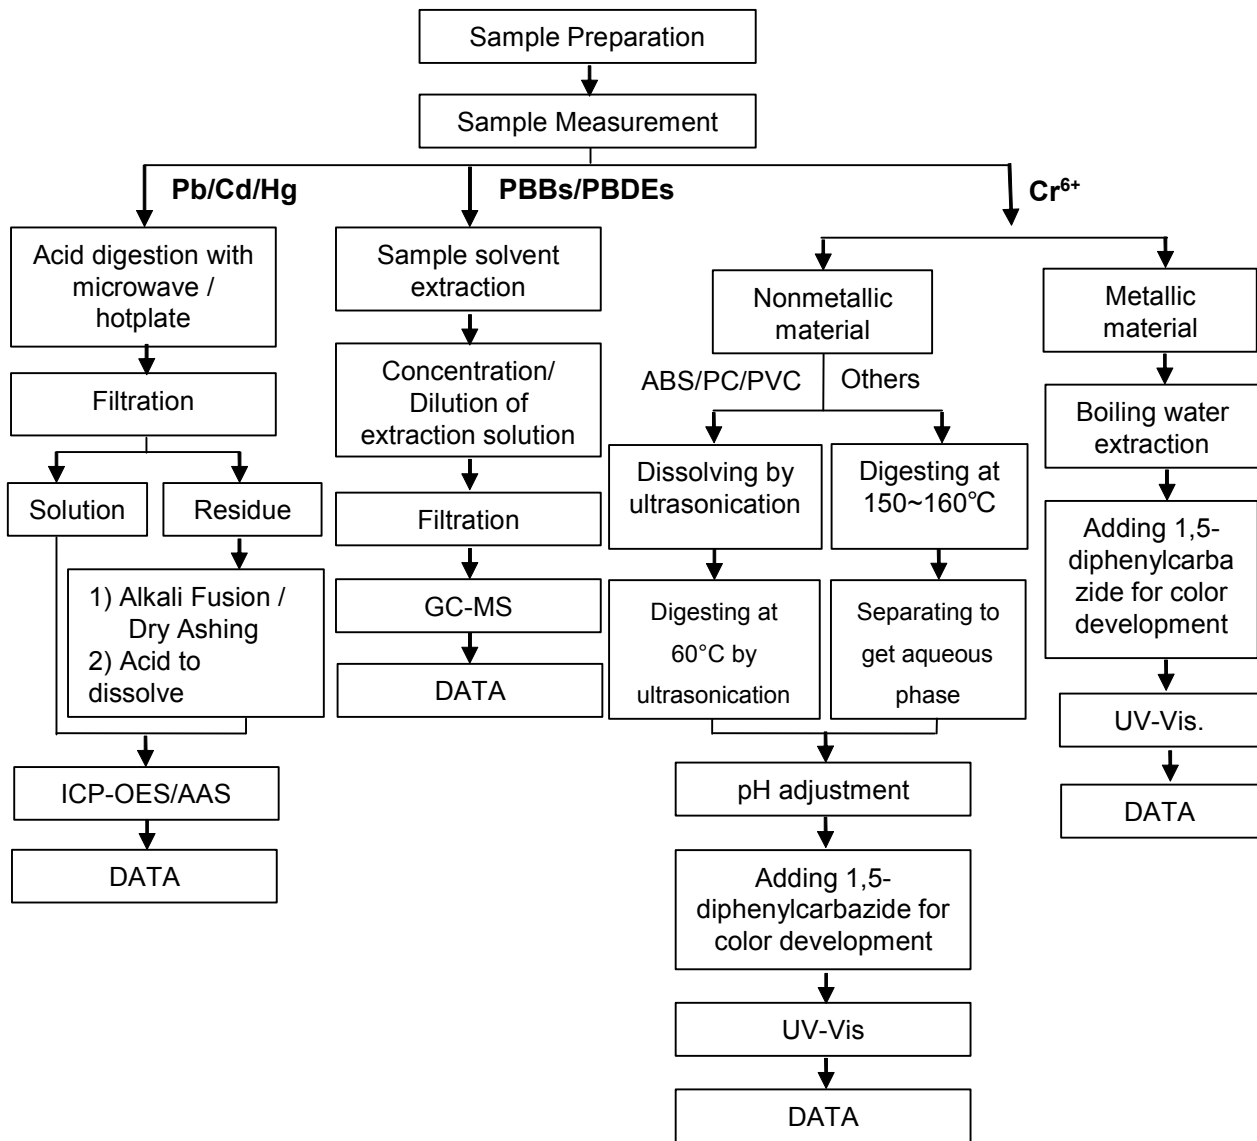 Sample Preparation
Sample Measurement
Pb/Cd/Hg
PBBs/PBDEs
Cr⁶⁺
Acid digestion with
microwave /
hotplate
Filtration
Solution
Residue
1) Alkali Fusion /
Dry Ashing
2) Acid to
dissolve
ICP-OES/AAS
DATA
Sample solvent
extraction
Concentration/
Dilution of
extraction solution
Filtration
GC-MS
DATA
Nonmetallic
material
ABS/PC/PVC
Others
Dissolving by
ultrasonication
Digesting at
60°C by
ultrasonication
Digesting at
150~160℃
Separating to
get aqueous
phase
pH adjustment
Adding 1,5-
diphenylcarbazide for
color development
UV-Vis
DATA
Metallic
material
Boiling water
extraction
Adding 1,5-
diphenylcarba
zide for color
development
UV-Vis.
DATA